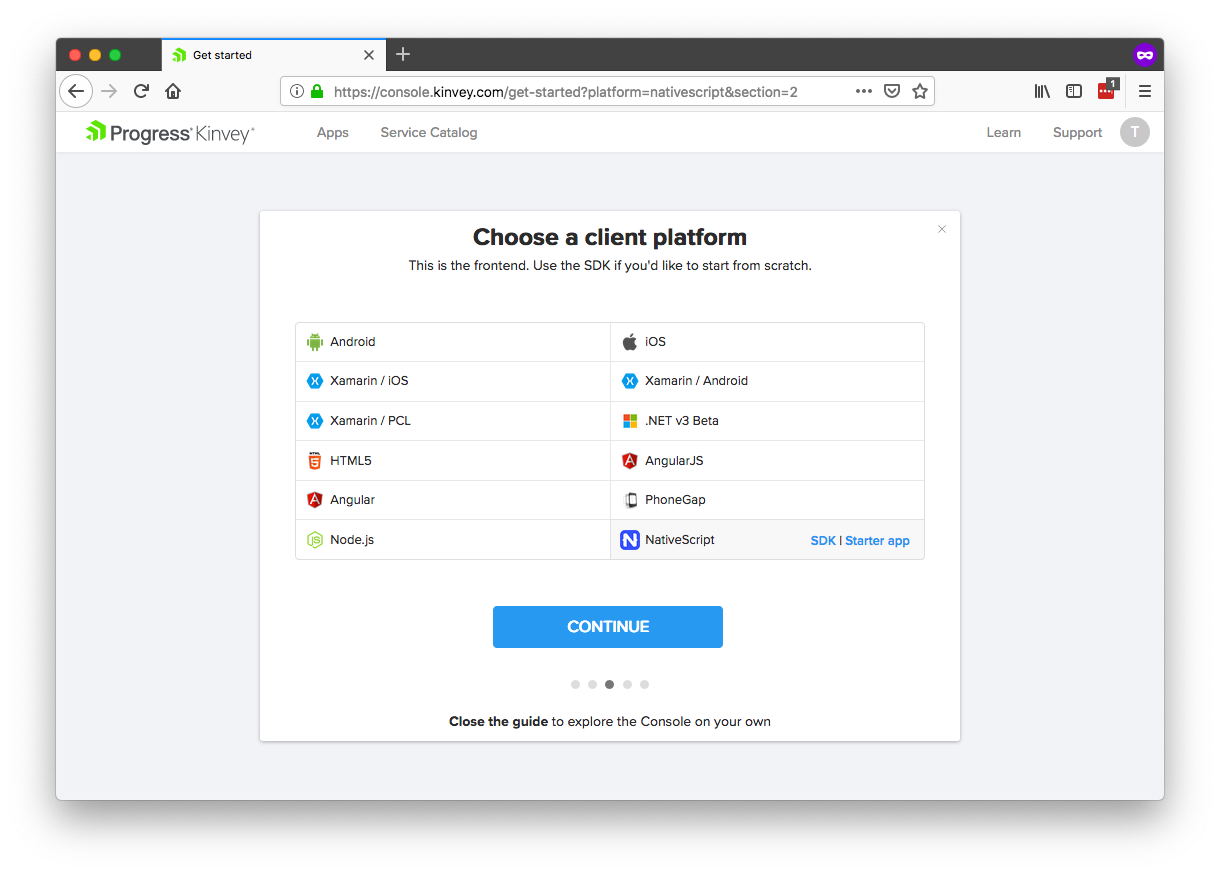 Get started
1
https://console.kinvey.com/get-started?platform=nativescript&section=2
Progress Kinvey
Apps
Service Catalog
Learn
Support
T
Choose a client platform
This is the frontend. Use the SDK if you'd like to start from scratch.
Android
iOS
Xamarin / iOS
Xamarin / Android
Xamarin / PCL
.NET v3 Beta
HTML5
AngularJS
Angular
PhoneGap
Node.js
NativeScript
SDK | Starter app
CONTINUE
Close the guide to explore the Console on your own